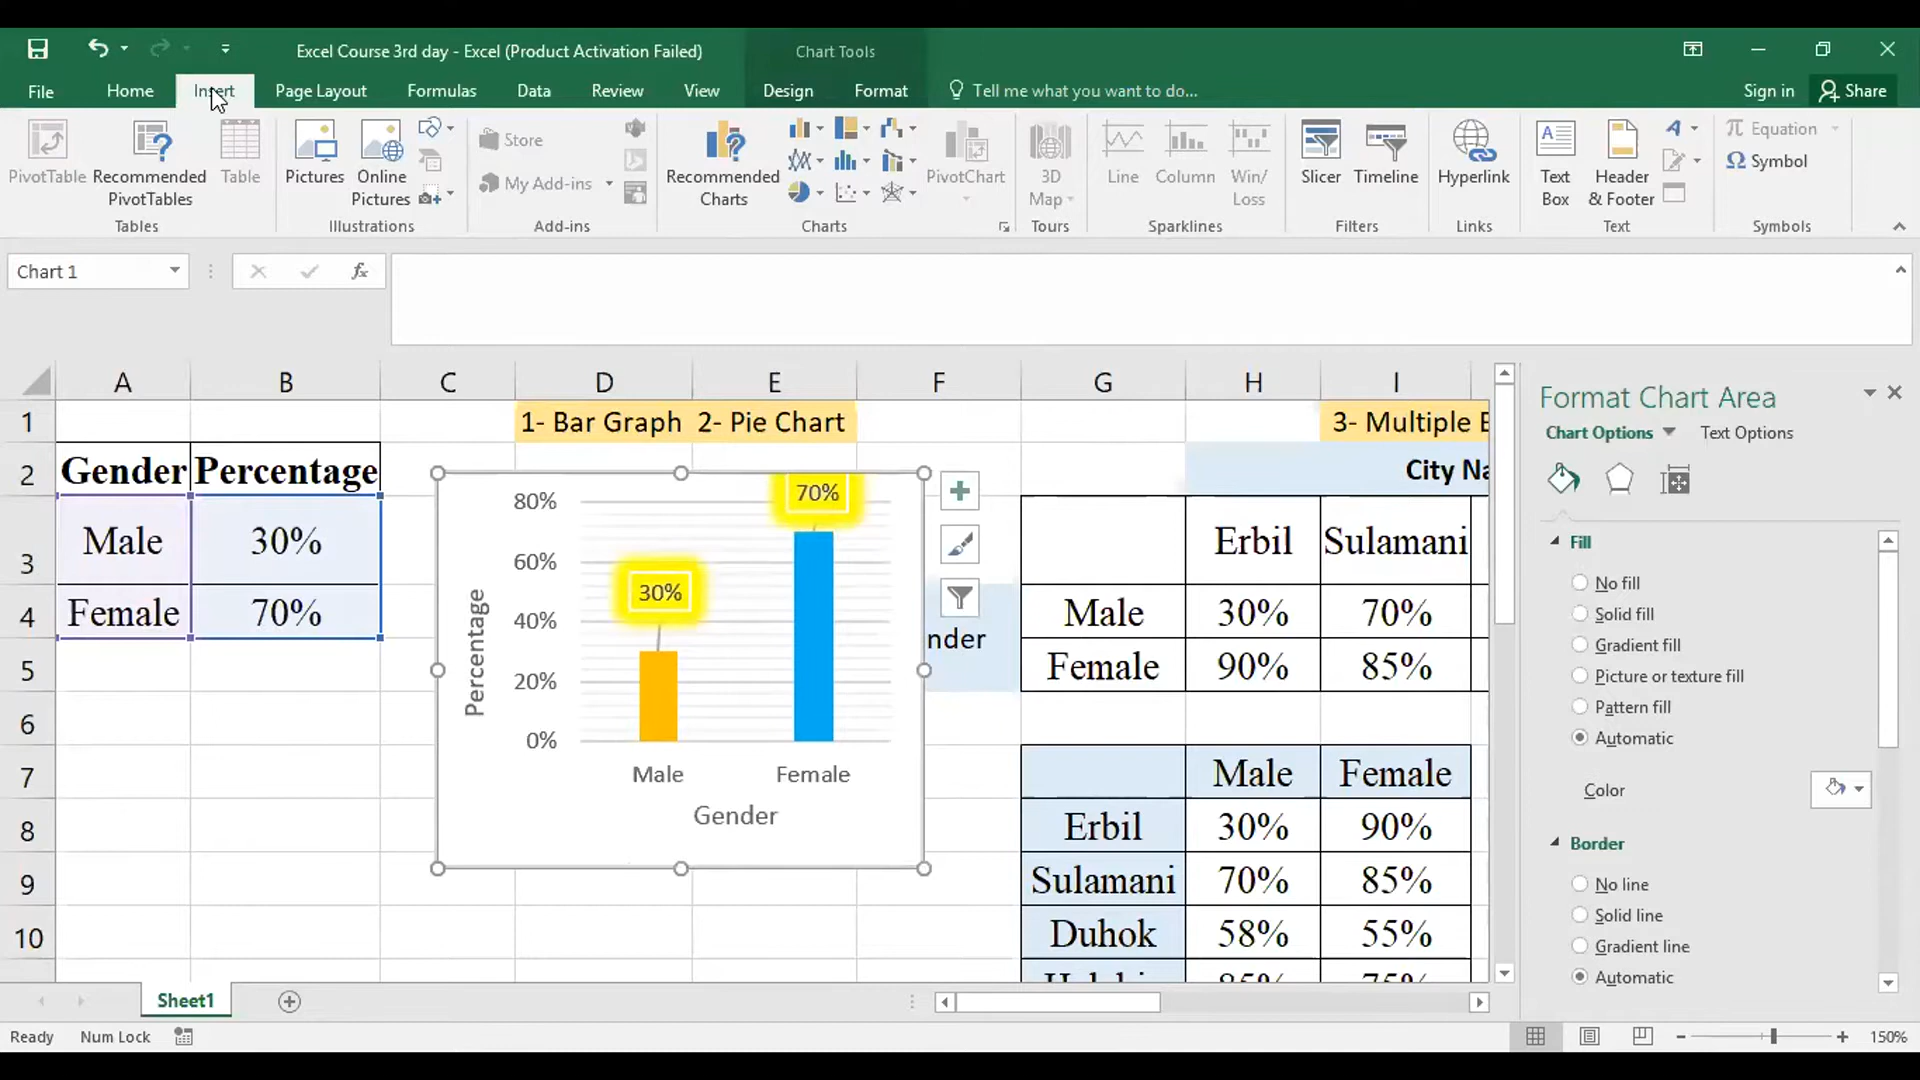 Excel Course 3rd day - Excel (Product Activation Failed)
Chart Tools
File Home Insert Page Layout Formulas Data Review View Design Format Tell me what you want to do... Sign in Share
PivotTable Recommended PivotTables Table
Tables
Pictures Online Pictures
Illustrations
Store
My Add-ins
Add-ins
Recommended Charts
PivotChart
Charts
3D Map
Tours
Line Column Win/Loss
Sparklines
Slicer Timeline
Filters
Hyperlink
Links
Text Box Header & Footer
Text
Equation
Symbol
Symbols
Chart 1
fx
A B C D E F G H I
1 1- Bar Graph 2- Pie Chart
2 Gender Percentage
3 Male 30%
4 Female 70%
5
6
7
8
9
10
80%
60%
40%
20%
0%
Percentage
30%
70%
Male Female
Gender
nder
Erbil Sulamani
Male 30% 70%
Female 90% 85%
Male Female
Erbil 30% 90%
Sulamani 70% 85%
Duhok 58% 55%
Format Chart Area
Chart Options Text Options
Fill
No fill
Solid fill
Gradient fill
Picture or texture fill
Pattern fill
Automatic
Color
Border
No line
Solid line
Gradient line
Automatic
Sheet1
Ready Num Lock 150%